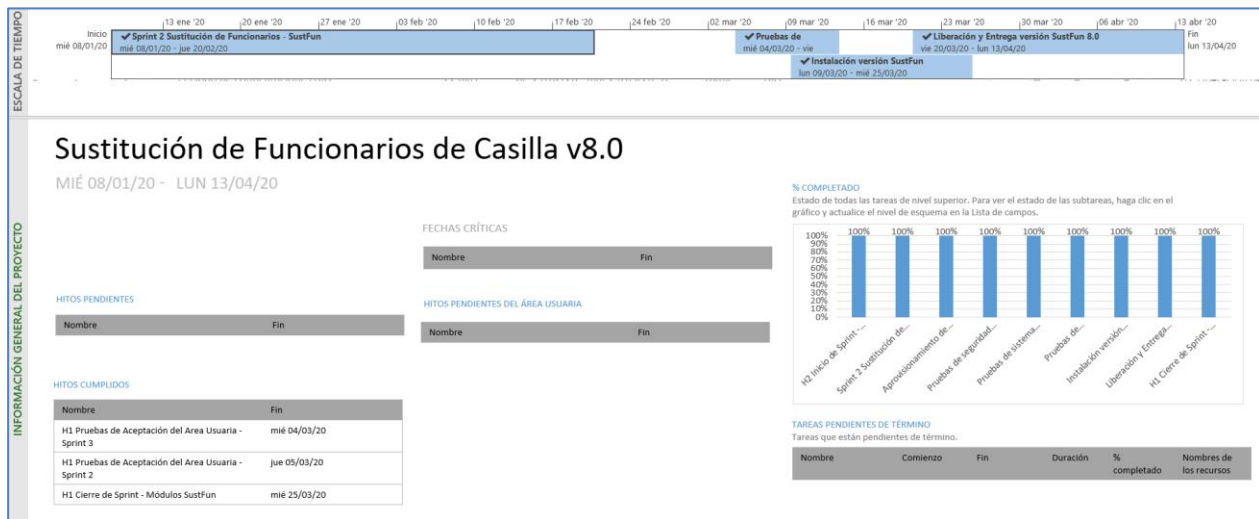 ESCALA DE TIEMPO
13 ene '20 20 ene '20 27 ene '20 03 feb '20 10 feb '20 17 feb '20 24 feb '20 02 mar '20 09 mar '20 16 mar '20 23 mar '20 30 mar '20 06 abr '20 13 abr '20
Inicio
mié 08/01/20
✔Sprint 2 Sustitución de Funcionarios - SustFun
mié 08/01/20 - jue 20/02/20
✔Pruebas de
mié 04/03/20 - vie
✔Liberación y Entrega versión SustFun 8.0
vie 20/03/20 - lun 13/04/20
Fin
lun 13/04/20
✔Instalación versión SustFun
lun 09/03/20 - mié 25/03/20
INFORMACIÓN GENERAL DEL PROYECTO
Sustitución de Funcionarios de Casilla v8.0
MIÉ 08/01/20 - LUN 13/04/20
FECHAS CRÍTICAS
Nombre Fin
HITOS PENDIENTES
Nombre Fin
HITOS PENDIENTES DEL ÁREA USUARIA
Nombre Fin
HITOS CUMPLIDOS
Nombre Fin
H1 Pruebas de Aceptación del Area Usuaria - mié 04/03/20
Sprint 3
H1 Pruebas de Aceptación del Area Usuaria - jue 05/03/20
Sprint 2
H1 Cierre de Sprint - Módulos SustFun mié 25/03/20
% COMPLETADO
Estado de todas las tareas de nivel superior. Para ver el estado de las subtareas, haga clic en el
gráfico y actualice el nivel de esquema en la Lista de campos.
100% 100% 100% 100% 100% 100% 100% 100% 100%
100%
90%
80%
70%
60%
50%
40%
30%
20%
10%
0%
H2 Inicio de Sprint -...
Sprint 2 Sustitución de...
Aprovisionamiento de...
Pruebas de seguridad...
Pruebas de sistema...
Pruebas de...
Instalación versión...
Liberación y Entrega...
H1 Cierre de Sprint -...
TAREAS PENDIENTES DE TÉRMINO
Tareas que están pendientes de término.
Nombre Comienzo Fin Duración % completado Nombres de los recursos